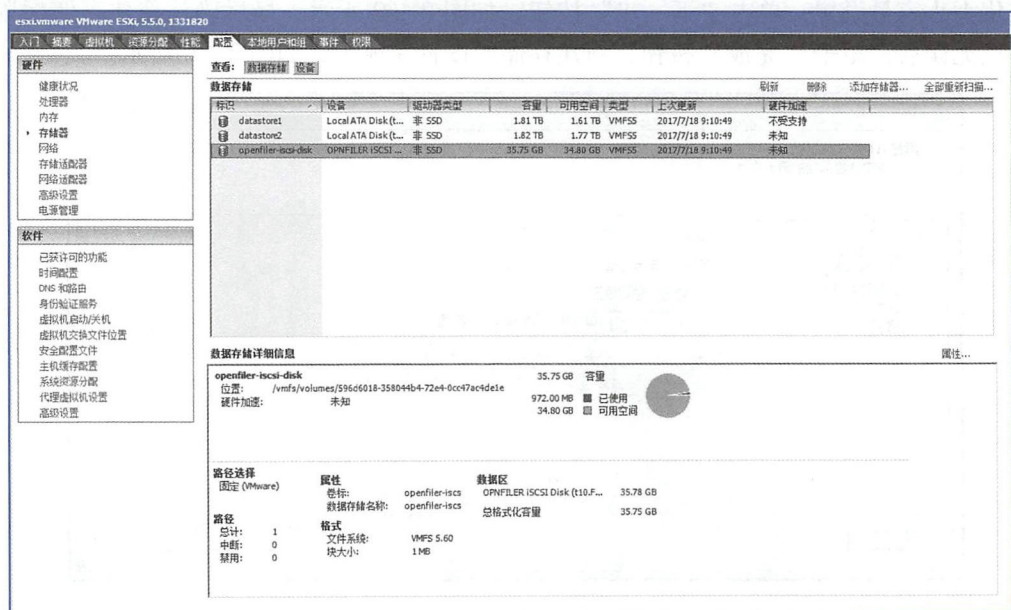 esxi.vmware VMware ESXi, 5.5.0, 1331820
入门 摘要 虚拟机 资源分配 性能 配置 本地用户和组 事件 权限
硬件
健康状况
处理器
内存
存储器
网络
存储适配器
网络适配器
高级设置
电源管理
软件
已获许可的功能
时间配置
DNS 和路由
身份验证服务
虚拟机启动/关机
虚拟机交换文件位置
安全配置文件
主机缓存配置
系统资源分配
代理虚拟机设置
高级设置
查看: 数据存储 设备
数据存储 刷新 删除 添加存储器... 全部重新扫描...
标识 设备 驱动器类型 容量 可用空间 类型 上次更新 硬件加速
datastore1 Local ATA Disk (t... 非 SSD 1.81 TB 1.61 TB VMFS5 2017/7/18 9:10:49 不受支持
datastore2 Local ATA Disk (t... 非 SSD 1.82 TB 1.77 TB VMFS5 2017/7/18 9:10:49 未知
openfiler-iscsi-disk OPNFILER iSCSI ... 非 SSD 35.75 GB 34.80 GB VMFS5 2017/7/18 9:10:49 未知
数据存储详细信息 属性...
openfiler-iscsi-disk 35.75 GB 容量
位置: /vmfs/volumes/596d6018-358044b4-72e4-0cc47ac4de1e
硬件加速: 未知
972.00 MB 已使用
34.80 GB 可用空间
路径选择
固定 (VMware)
路径
总计: 1
中断: 0
禁用: 0
属性
卷标: openfiler-iscs
数据存储名称: openfiler-iscs
格式
文件系统: VMFS 5.60
块大小: 1 MB
数据区
OPNFILER iSCSI Disk (t10.F... 35.78 GB
总格式化容量 35.75 GB